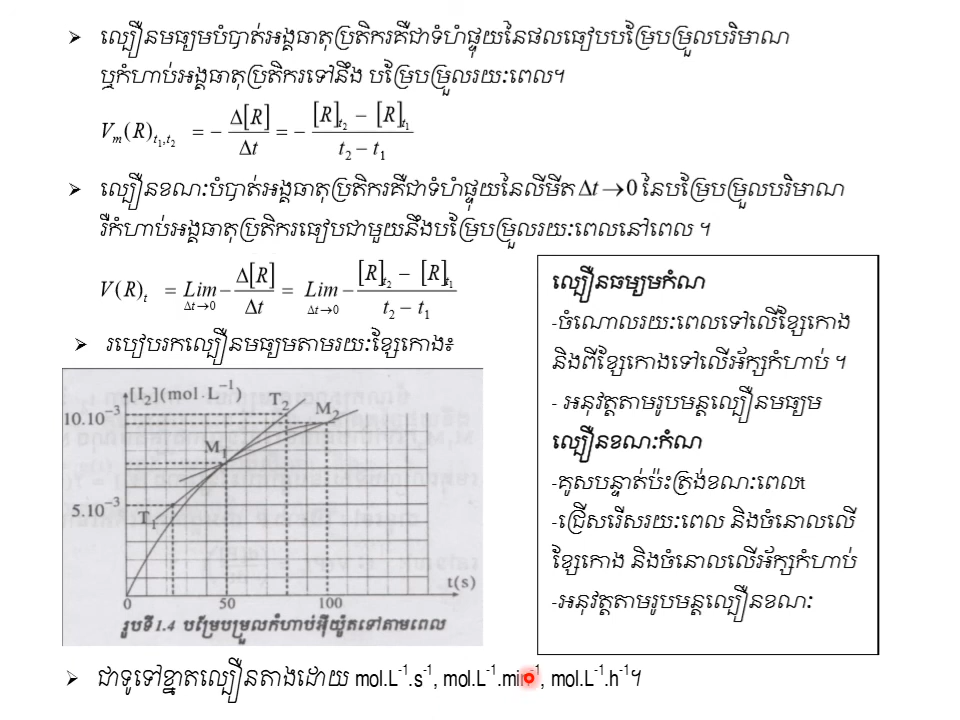 ➢ ល្បឿនមធ្យមបំបាត់អង្គធាតុប្រតិករគឺជាទំហំផ្ទុយនៃផលធៀបបម្រែបម្រួលបរិមាណ
ឬកំហាប់អង្គធាតុប្រតិករទៅនឹង បម្រែបម្រួលរយៈពេល។
V_m(R)_{t_1,t_2} = − Δ[R]/Δt = − ([R]_{t_2} − [R]_{t_1})/(t_2 − t_1)
➢ ល្បឿនខណៈបំបាត់អង្គធាតុប្រតិករគឺជាទំហំផ្ទុយនៃលីមីត Δt→0 នៃបម្រែបម្រួលបរិមាណ
រឺកំហាប់អង្គធាតុប្រតិករធៀបជាមួយនឹងបម្រែបម្រួលរយៈពេលនៅពេល ។
V(R)_t = Lim_{Δt→0} − Δ[R]/Δt = Lim_{Δt→0} − ([R]_{t_2} − [R]_{t_1})/(t_2 − t_1)
➢ របៀបរកល្បឿនមធ្យមតាមរយៈខ្សែកោង៖
[I₂](mol·L⁻¹)
T₂
M₂
10.10⁻³
M₁
5.10⁻³
T₁
t(s)
0 50 100
រូបទី1.4 បម្រែបម្រួលកំហាប់អ៊ីយ៉ូតទៅតាមពេល
ល្បឿនធម្យមកំណ
-ចំណោលរយៈពេលទៅលើខ្សែកោង
និងពីខ្សែកោងទៅលើអ័ក្សកំហាប់ ។
- អនុវត្តតាមរូបមន្តល្បឿនមធ្យម
ល្បឿនខណៈកំណ
-គូសបន្ទាត់ប៉ះត្រង់ខណៈពេលt
-ជ្រើសរើសរយៈពេល និងចំនោលលើ
ខ្សែកោង និងចំនោលលើអ័ក្សកំហាប់
-អនុវត្តតាមរូបមន្តល្បឿនខណៈ
➢ ជាទូទៅខ្នាតល្បឿនតាងដោយ mol.L⁻¹.s⁻¹, mol.L⁻¹.min⁻¹, mol.L⁻¹.h⁻¹។